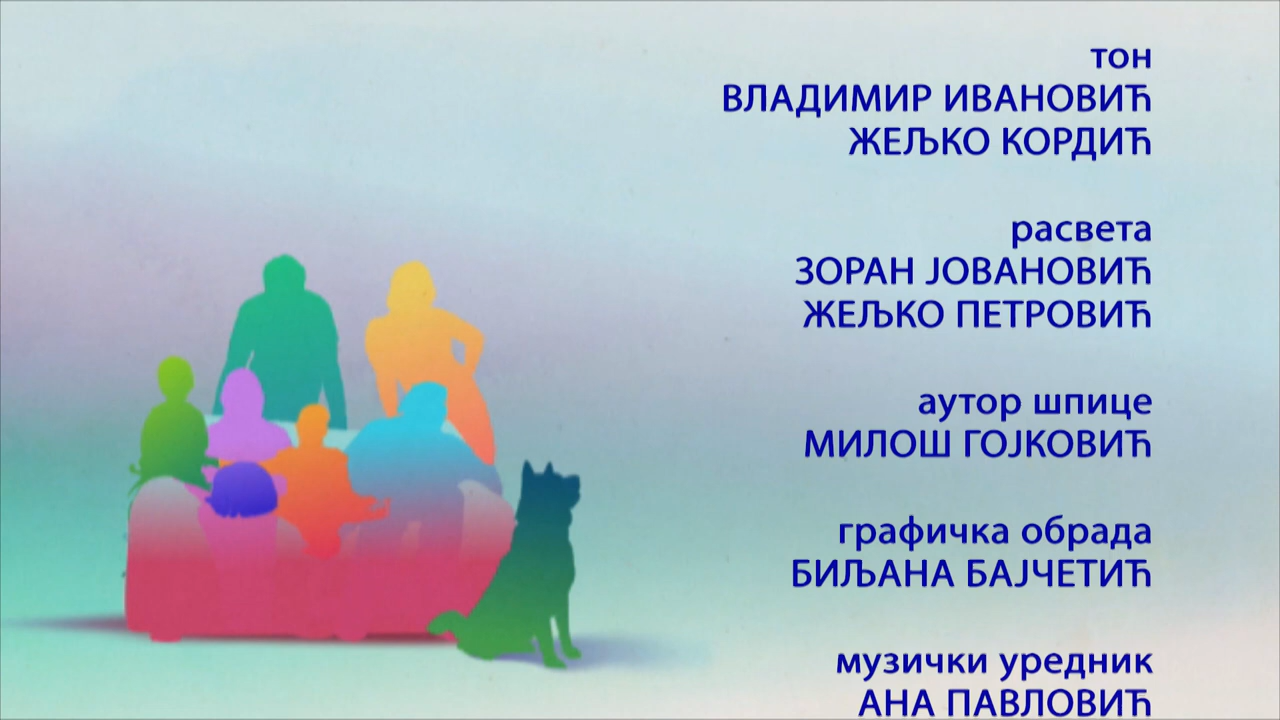 тон
ВЛАДИМИР ИВАНОВИЋ
ЖЕЉКО КОРДИЋ
расвета
ЗОРАН ЈОВАНОВИЋ
ЖЕЉКО ПЕТРОВИЋ
аутор шпице
МИЛОШ ГОЈКОВИЋ
графичка обрада
БИЉАНА БАЈЧЕТИЋ
музички уредник
АНА ПАВЛОВИЋ